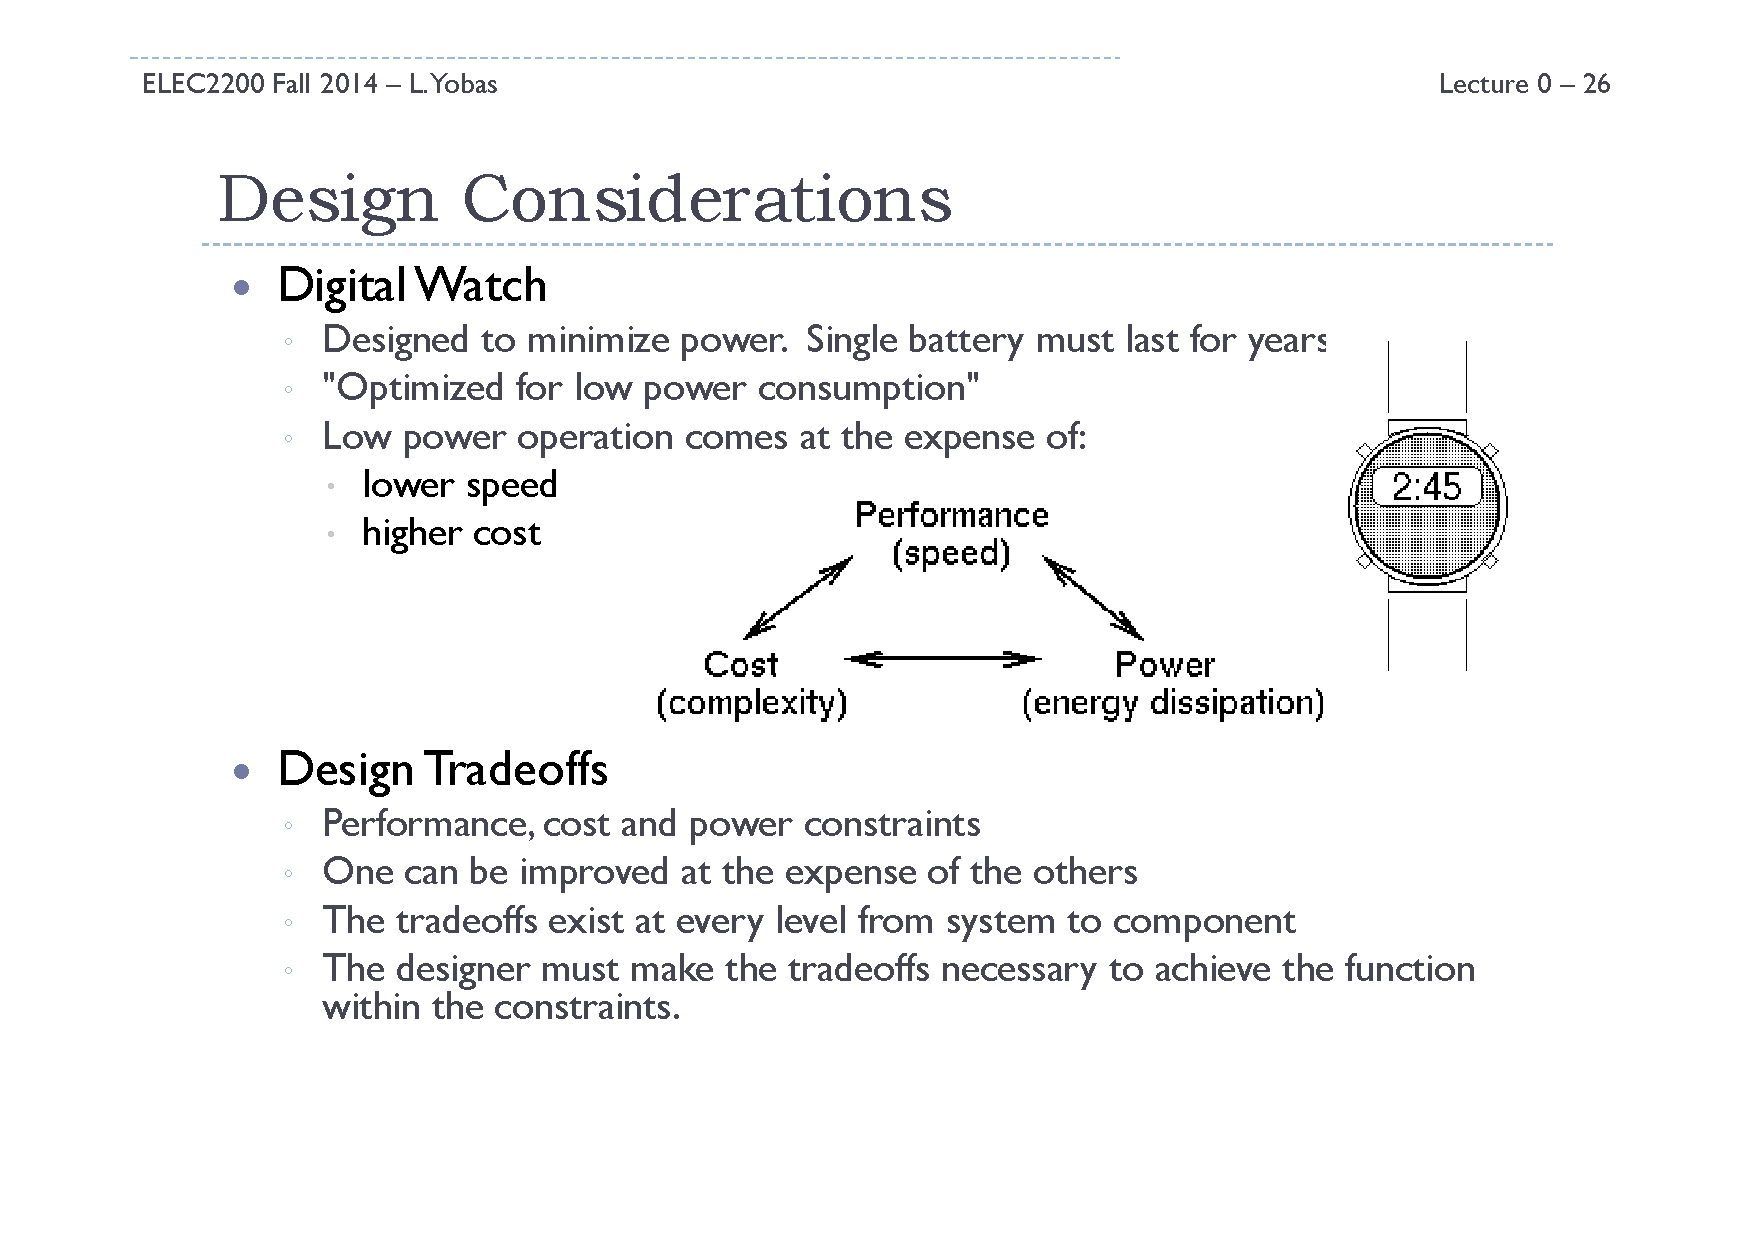 ELEC2200 Fall 2014 – L. Yobas
Lecture 0 – 26
Design Considerations
• Digital Watch
◦ Designed to minimize power. Single battery must last for years
◦ "Optimized for low power consumption"
◦ Low power operation comes at the expense of:
• lower speed
• higher cost
Performance
(speed)
Cost
(complexity)
Power
(energy dissipation)
2:45
• Design Tradeoffs
◦ Performance, cost and power constraints
◦ One can be improved at the expense of the others
◦ The tradeoffs exist at every level from system to component
◦ The designer must make the tradeoffs necessary to achieve the function
within the constraints.